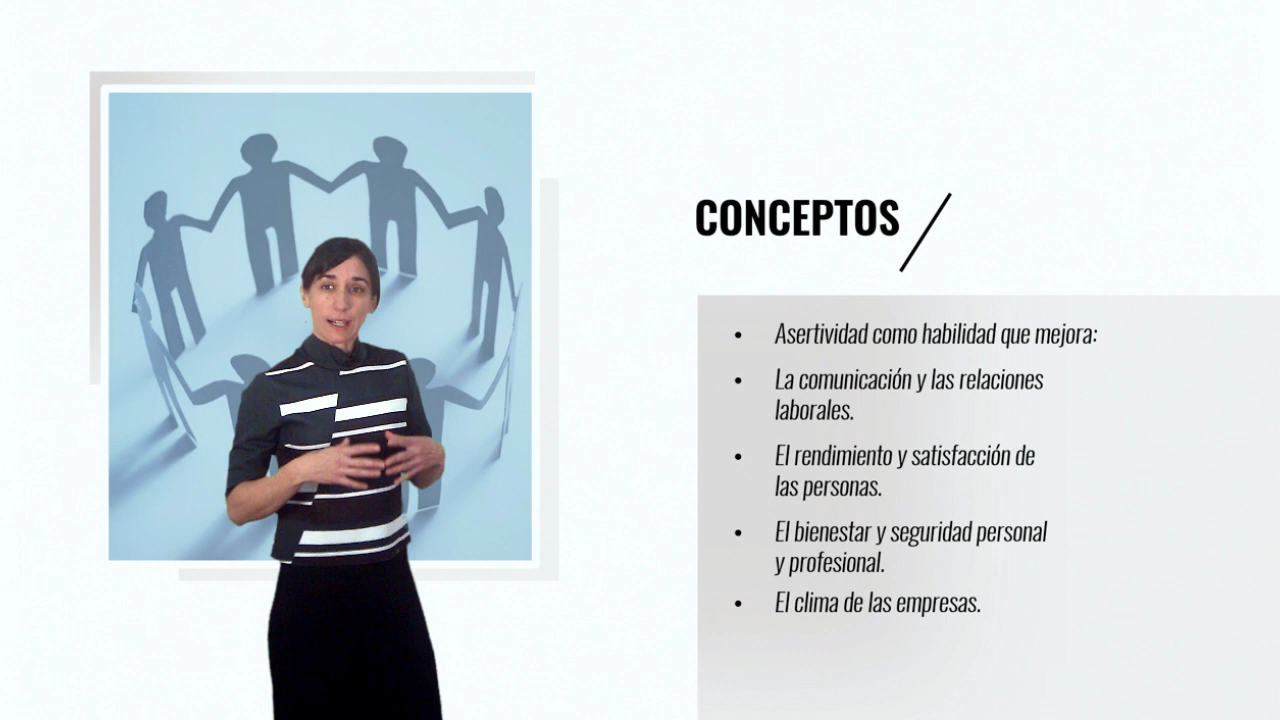 CONCEPTOS
• Asertividad como habilidad que mejora:
• La comunicación y las relaciones
laborales.
• El rendimiento y satisfacción de
las personas.
• El bienestar y seguridad personal
y profesional.
• El clima de las empresas.